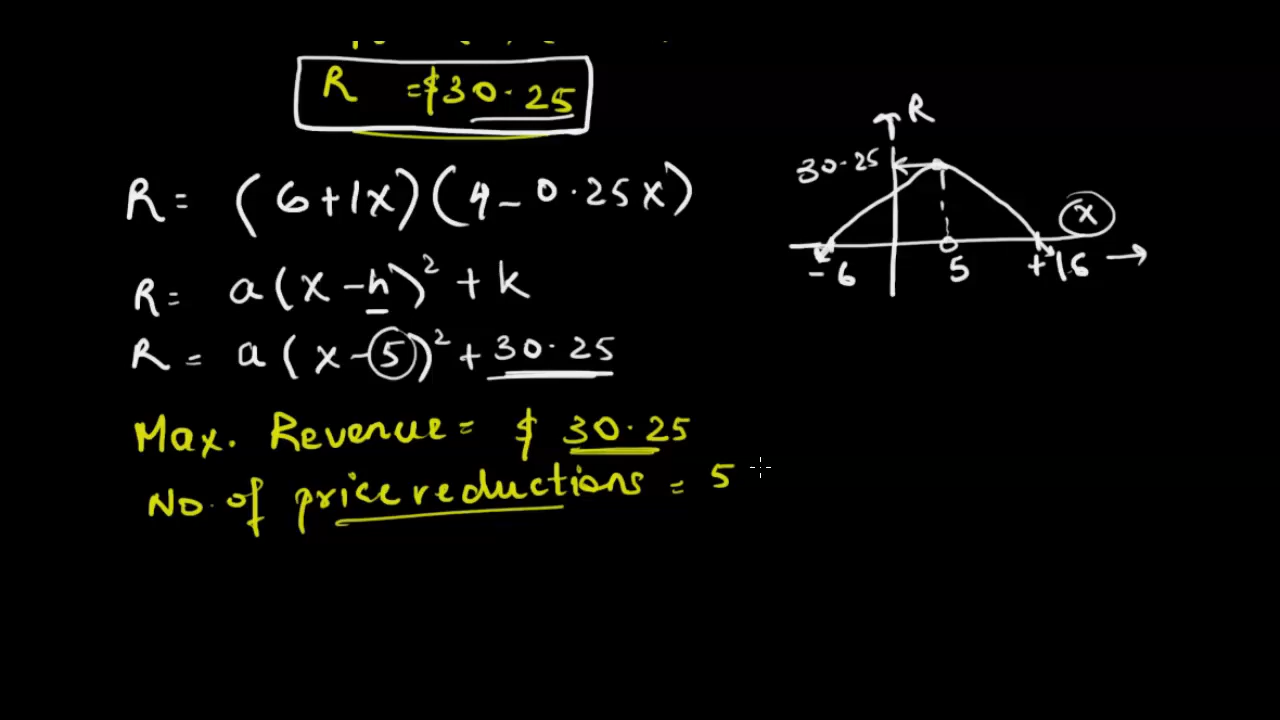 R = $30.25
R = (6+1x)(4-0.25x)
R = a(x-h)² + k
R = a(x-5)² + 30.25
Max. Revenue = $ 30.25
No. of price reductions = 5
R
30.25
x
-6 5 +16